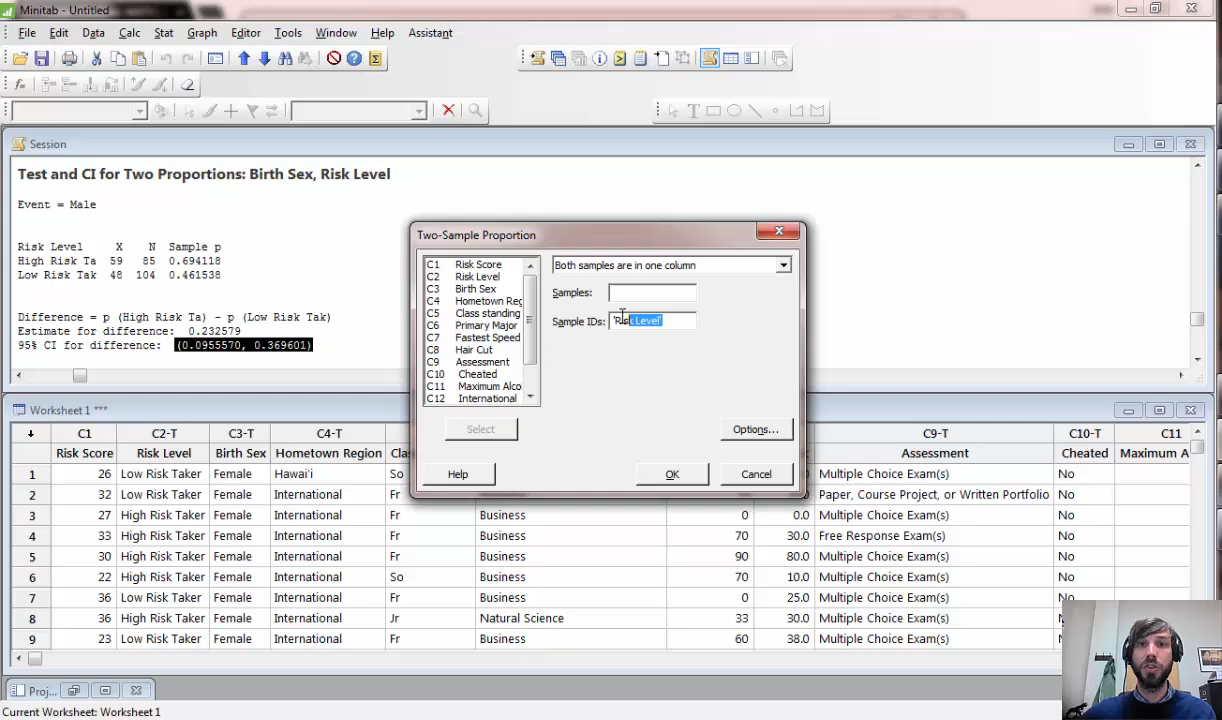 Minitab - Untitled
File Edit Data Calc Stat Graph Editor Tools Window Help Assistant
Session
Test and CI for Two Proportions: Birth Sex, Risk Level
Event = Male
Risk Level X N Sample p
High Risk Ta 59 85 0.694118
Low Risk Tak 48 104 0.461538
Difference = p (High Risk Ta) - p (Low Risk Tak)
Estimate for difference: 0.232579
95% CI for difference: (0.0955570, 0.369601)
Two-Sample Proportion
C1 Risk Score
C2 Risk Level
C3 Birth Sex
C4 Hometown Reg
C5 Class standing
C6 Primary Major
C7 Fastest Speed
C8 Hair Cut
C9 Assessment
C10 Cheated
C11 Maximum Alco
C12 International
Both samples are in one column
Samples:
Sample IDs: 'Risk Level'
Select
Options...
Help
OK
Cancel
Worksheet 1 ***
C1 C2-T C3-T C4-T C9-T C10-T C11
Risk Score Risk Level Birth Sex Hometown Region Clas Assessment Cheated Maximum A
1 26 Low Risk Taker Female Hawai'i So Multiple Choice Exam(s) No
2 32 Low Risk Taker Female International Fr Paper, Course Project, or Written Portfolio No
3 27 High Risk Taker Female International Fr Business 0 0.0 Multiple Choice Exam(s) No
4 33 High Risk Taker Female International Fr Business 70 30.0 Free Response Exam(s) No
5 30 High Risk Taker Female International Fr Business 90 80.0 Multiple Choice Exam(s) No
6 22 Low Risk Taker Female International So Business 70 10.0 Multiple Choice Exam(s) No
7 36 Low Risk Taker Female International Fr Business 0 25.0 Multiple Choice Exam(s)
8 36 High Risk Taker Female International Jr Natural Science 33 30.0 Multiple Choice Exam(s)
9 23 Low Risk Taker Female International Fr Business 60 38.0 Multiple Choice Exam(s)
Proj...
Current Worksheet: Worksheet 1